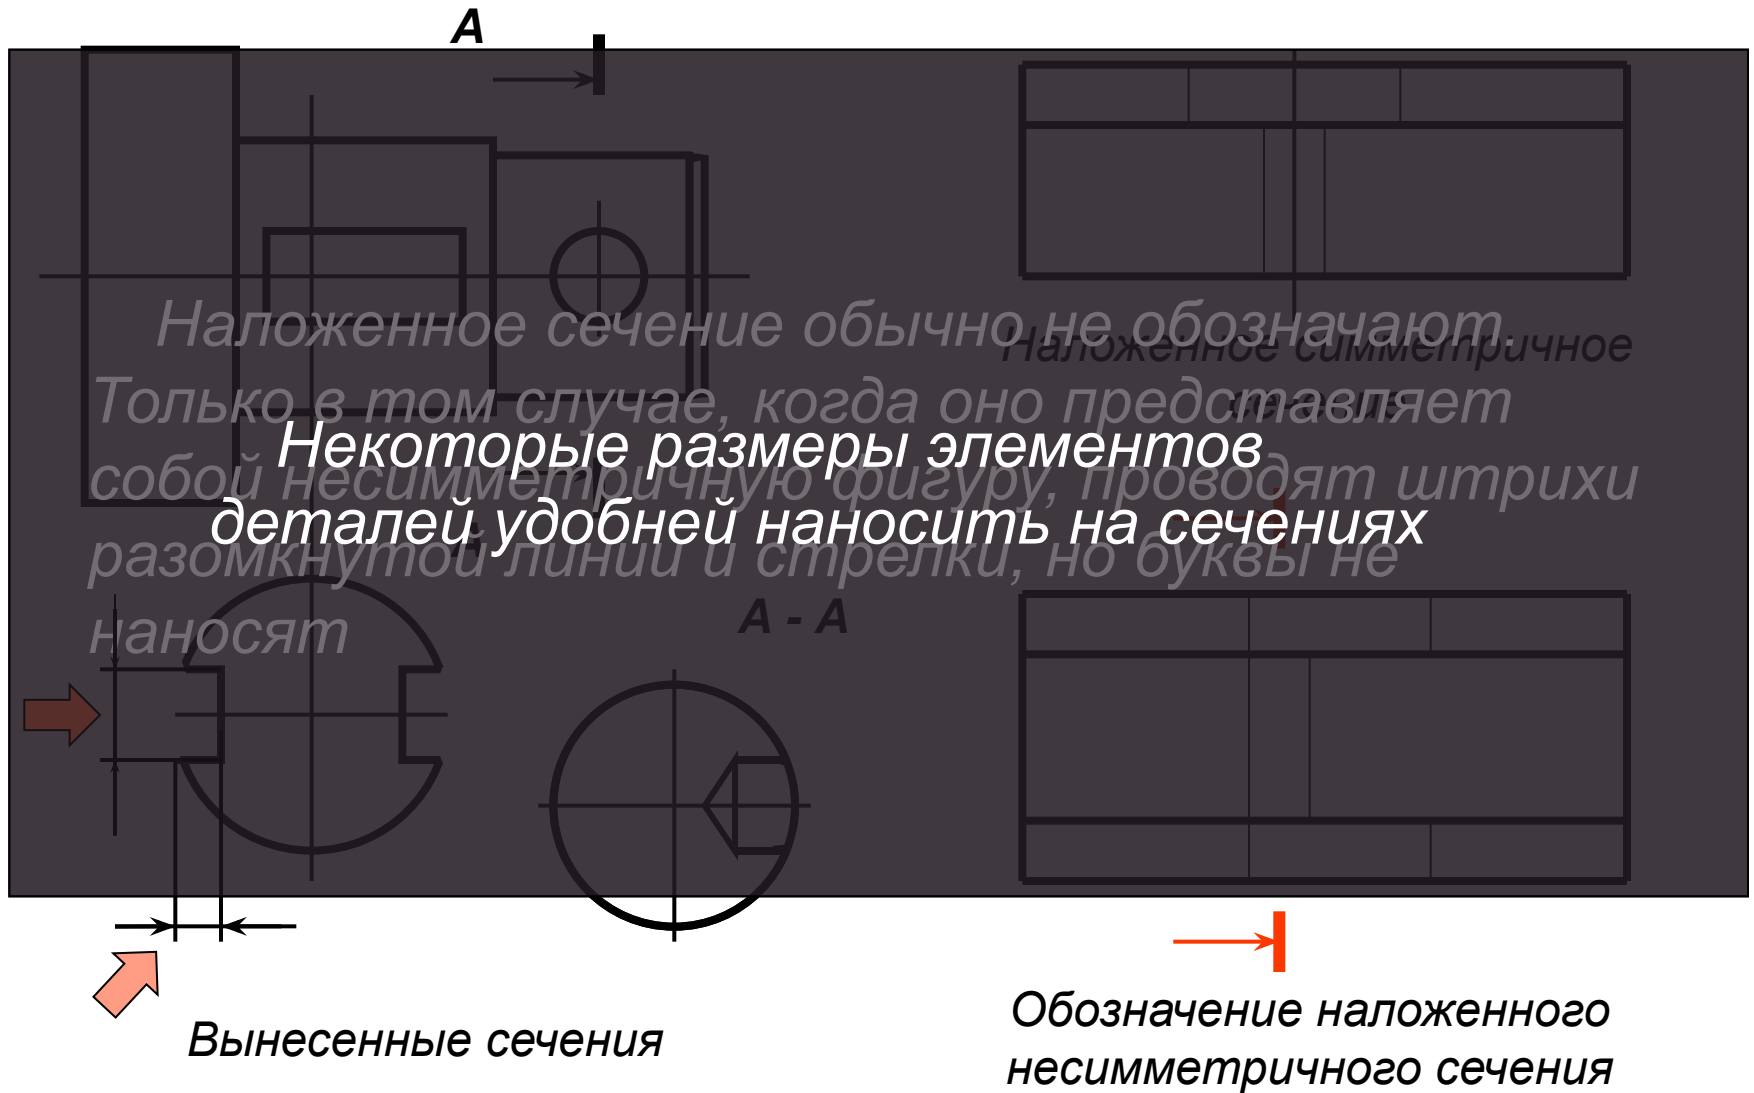 А
Наложенное сечение обычно не обозначают.
Только в том случае, когда оно представляет
собой несимметричную фигуру, проводят штрихи
разомкнутой линии и стрелки, но буквы не
наносят
Некоторые размеры элементов
деталей удобней наносить на сечениях
Наложенное симметричное
сечение
А
А - А
Вынесенные сечения
Обозначение наложенного
несимметричного сечения